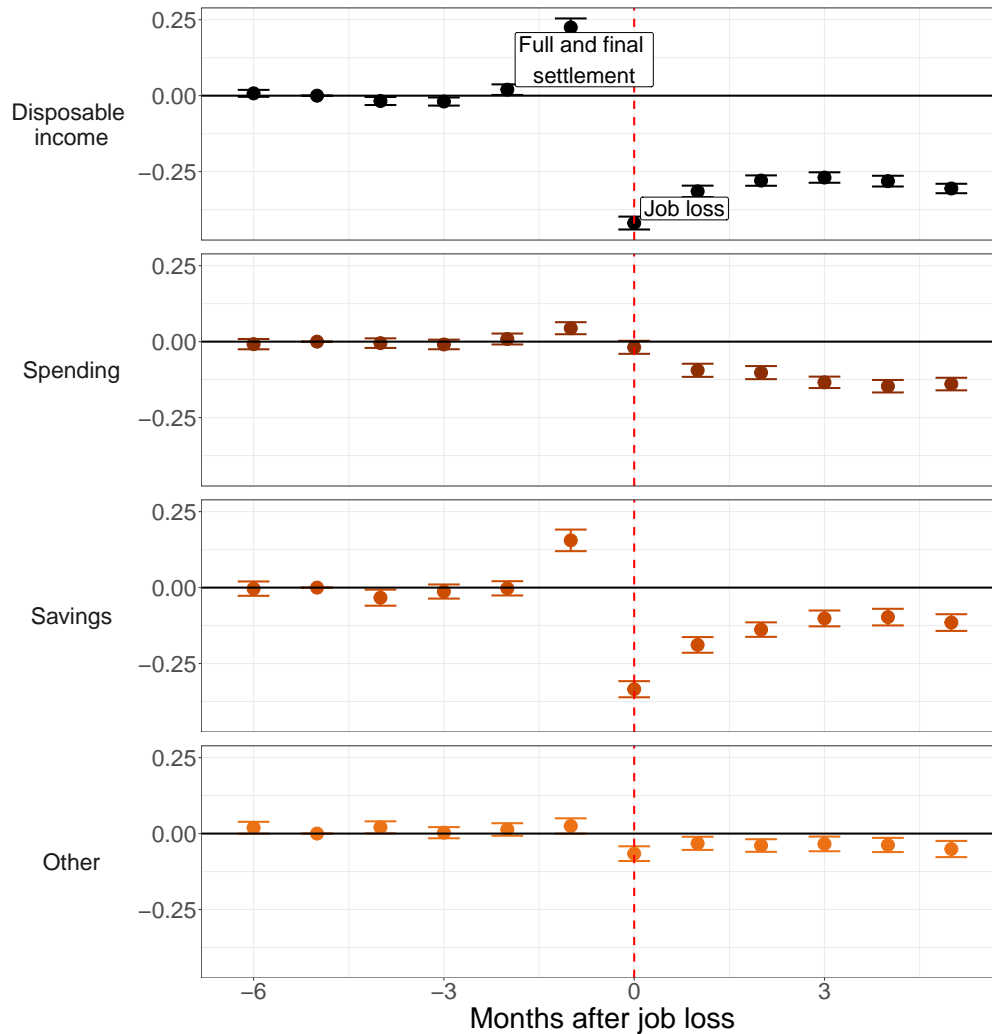 0.25
Full and final
settlement
0.00
Disposable
income
−0.25
Job loss
0.25
0.00
Spending
−0.25
0.25
0.00
Savings
−0.25
0.25
0.00
Other
−0.25
−6 −3 0 3
Months after job loss